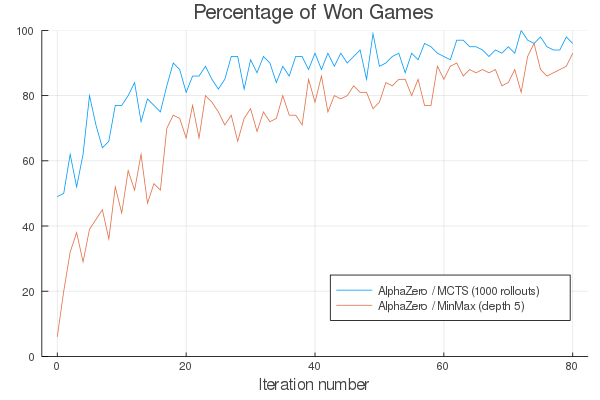 Percentage of Won Games
100
80
60
40
20
0
AlphaZero / MCTS (1000 rollouts)
AlphaZero / MinMax (depth 5)
0 20 40 60 80
Iteration number